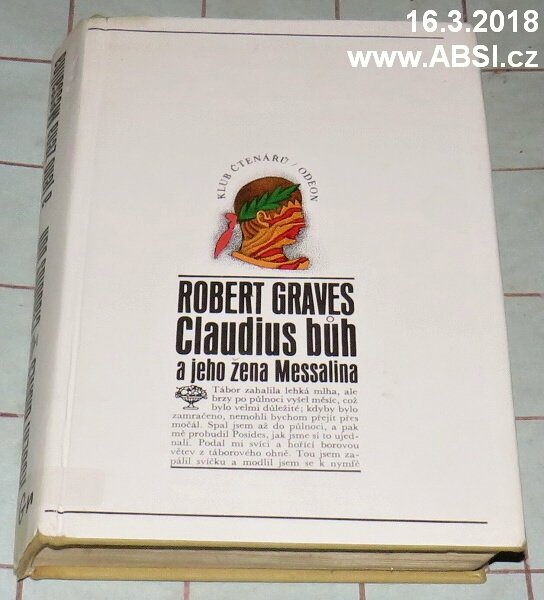 16.3.2018
www.ABSI.cz
KLUB ČTENÁŘŮ / ODEON
ROBERT GRAVES
Claudius bůh
a jeho žena Messalina
Tábor zahalila lehká mlha, ale
brzy po půlnoci vyšel měsíc, což
bylo velmi důležité; kdyby bylo
zamračeno, nemohli bychom přejít přes
močál. Spal jsem až do půlnoci, a pak
mě probudil Posides, jak jsme si to ujed-
nali. Podal mi svíci a hořící borovou
větev z táborového ohně. Tou jsem za-
pálil svíčku a modlil jsem se k nymfě